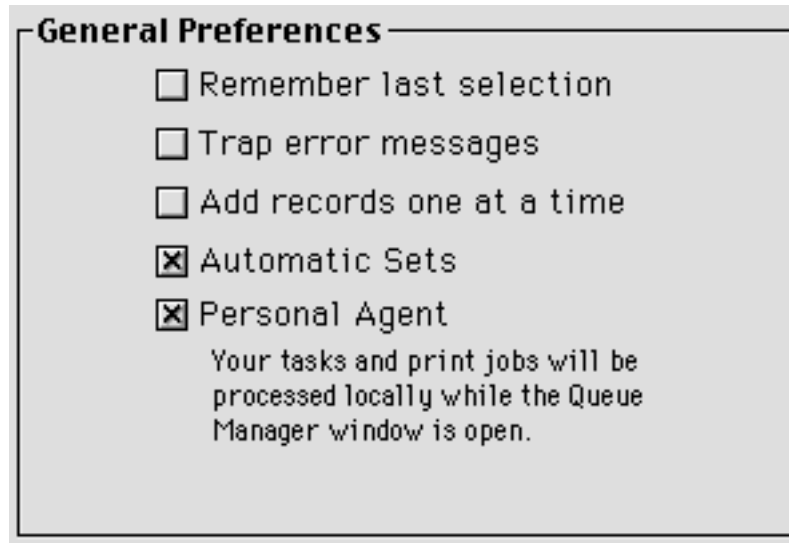 General Preferences
Remember last selection
Trap error messages
Add records one at a time
Automatic Sets
Personal Agent
Your tasks and print jobs will be
processed locally while the Queue
Manager window is open.